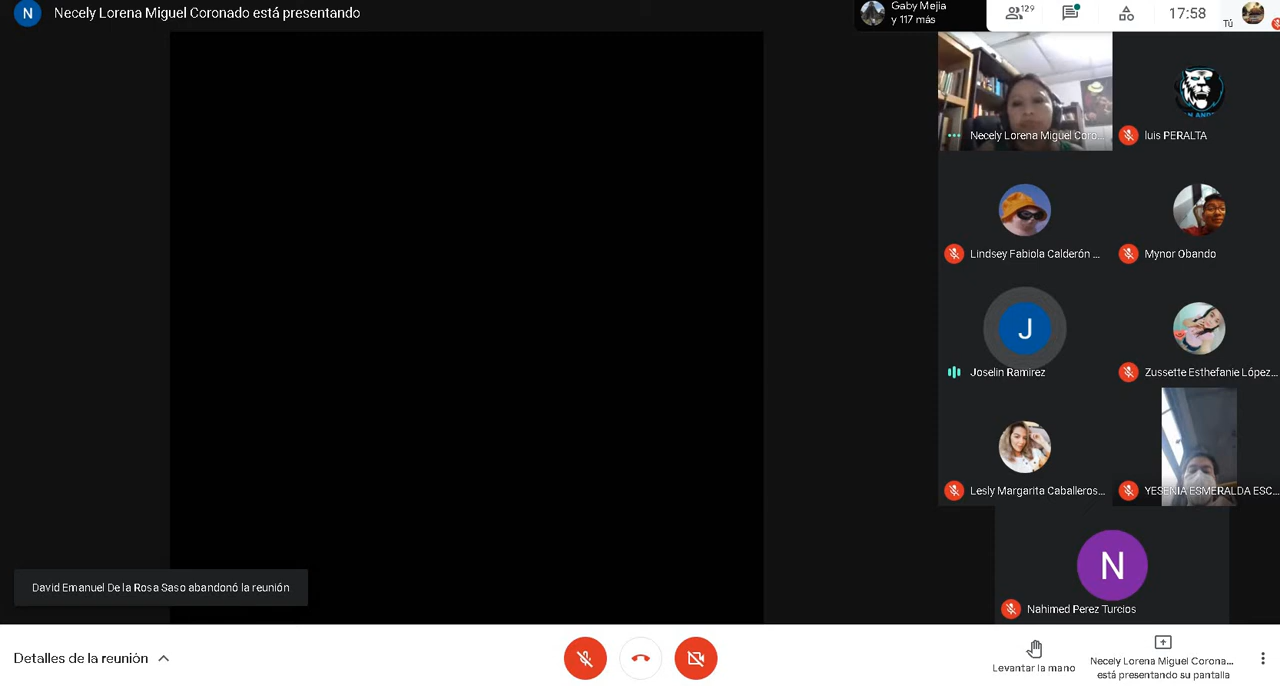 N
Necely Lorena Miguel Coronado está presentando
Gaby Mejia
y 117 más
129
17:58
Tú
Necely Lorena Miguel Coro...
luis PERALTA
Lindsey Fabiola Calderón ...
Mynor Obando
J
Joselin Ramirez
Zussette Esthefanie López...
Lesly Margarita Caballeros...
YESENIA ESMERALDA ESC...
N
Nahimed Perez Turcios
David Emanuel De la Rosa Saso abandonó la reunión
Detalles de la reunión
Levantar la mano
Necely Lorena Miguel Corona...
está presentando su pantalla